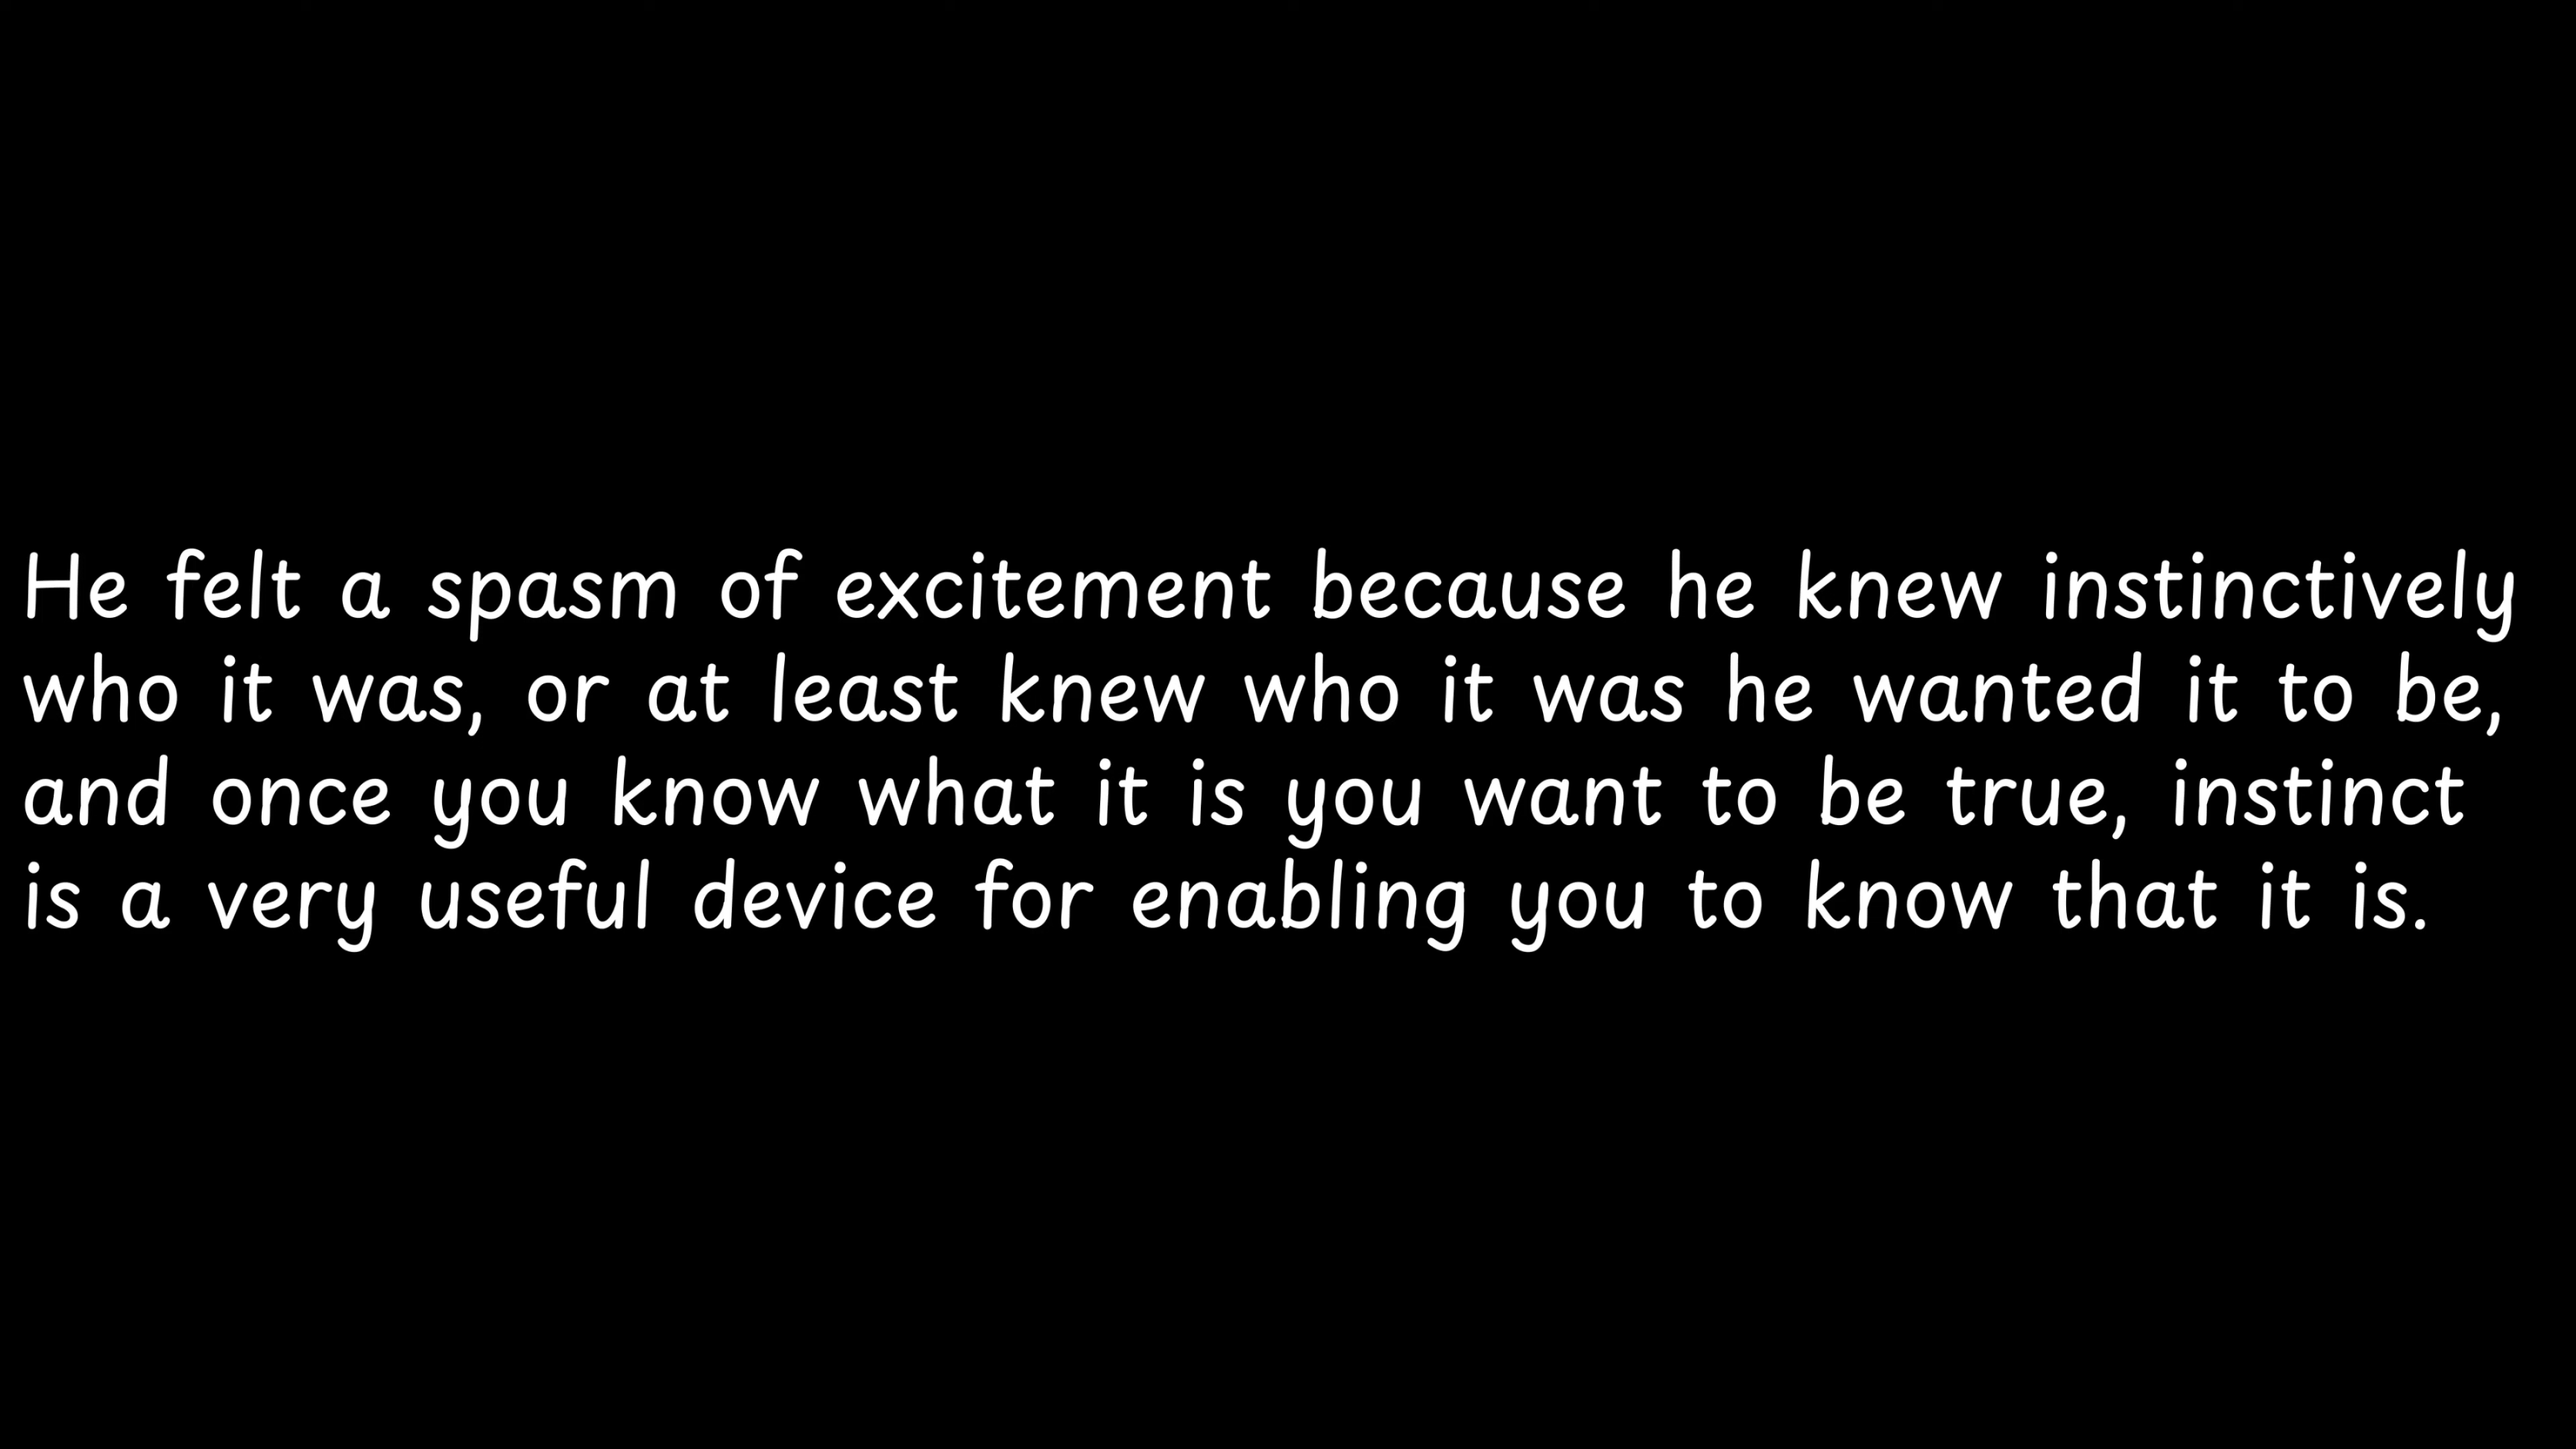 He felt a spasm of excitement because he knew instinctively
who it was, or at least knew who it was he wanted it to be,
and once you know what it is you want to be true, instinct
is a very useful device for enabling you to know that it is.